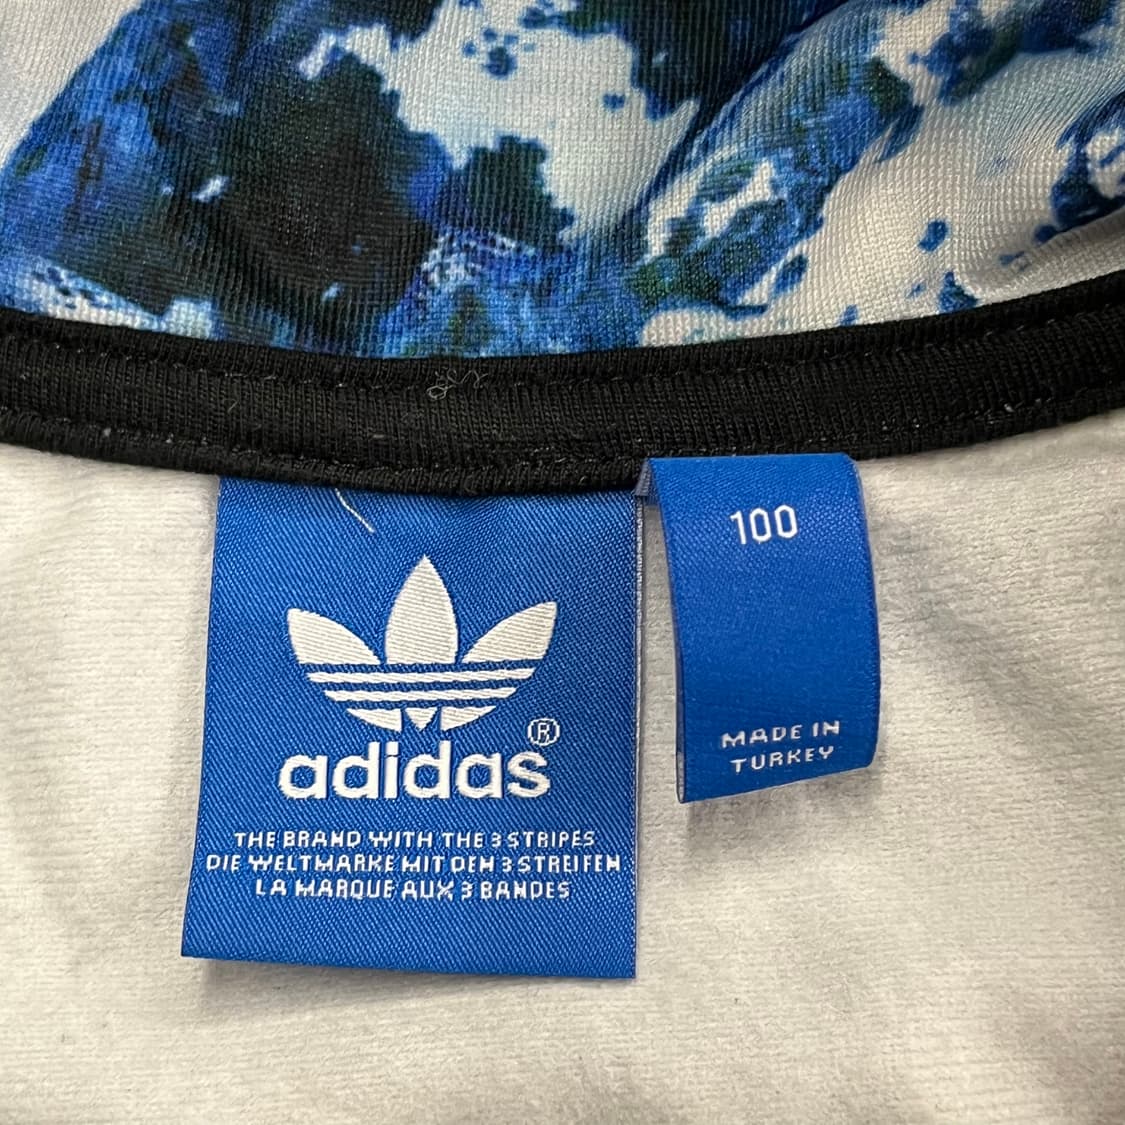 adidas®
THE BRAND WITH THE 3 STRIPES
DIE WELTMARKE MIT DEN 3 STREIFEN
LA MARQUE AUX 3 BANDES
100
MADE IN
TURKEY